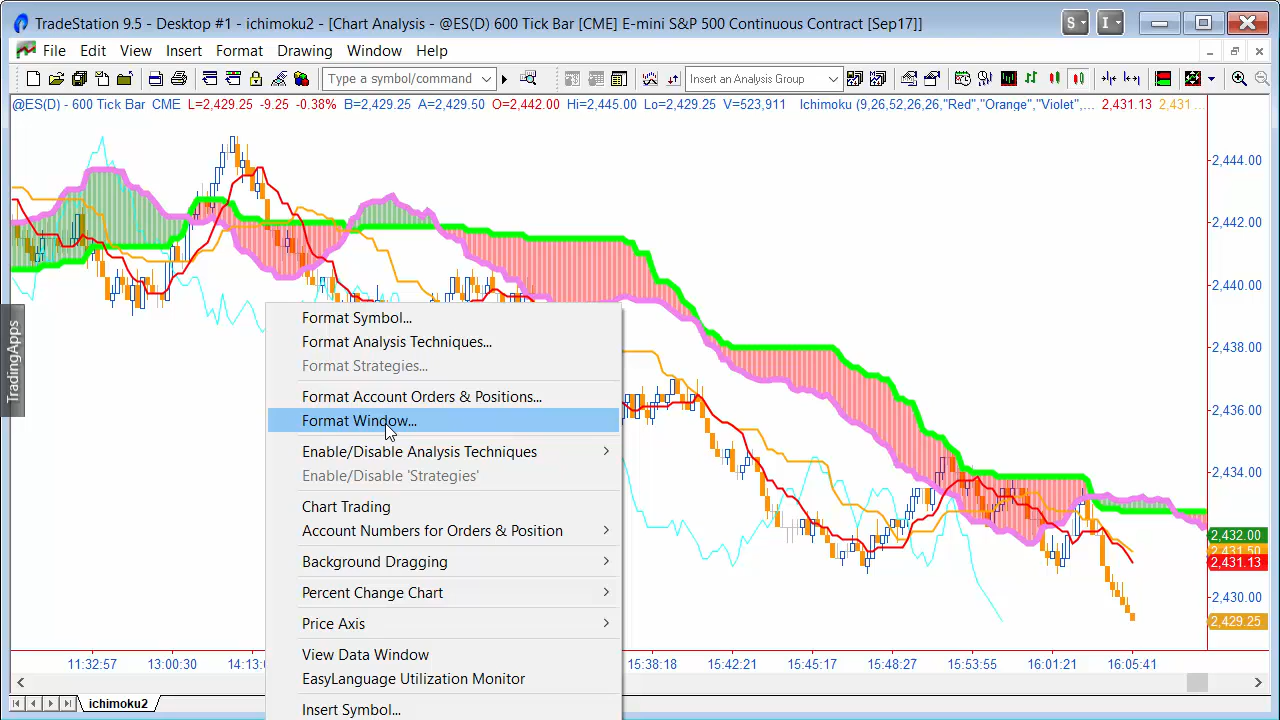 TradeStation 9.5 - Desktop #1 - ichimoku2 - [Chart Analysis - @ES(D) 600 Tick Bar [CME] E-mini S&P 500 Continuous Contract [Sep17]]
S
I
File Edit View Insert Format Drawing Window Help
Type a symbol/command
Insert an Analysis Group
@ES(D) - 600 Tick Bar CME L=2,429.25 -9.25 -0.38% B=2,429.25 A=2,429.50 O=2,442.00 Hi=2,445.00 Lo=2,429.25 V=523,911 Ichimoku (9,26,52,26,26,"Red","Orange","Violet",... 2,431.13 2,431...
2,444.00
2,442.00
2,440.00
2,438.00
2,436.00
2,434.00
2,432.00
2,431.50
2,431.13
2,430.00
2,429.25
TradingApps
Format Symbol...
Format Analysis Techniques...
Format Strategies...
Format Account Orders & Positions...
Format Window...
Enable/Disable Analysis Techniques
Enable/Disable 'Strategies'
Chart Trading
Account Numbers for Orders & Position
Background Dragging
Percent Change Chart
Price Axis
View Data Window
EasyLanguage Utilization Monitor
Insert Symbol...
11:32:57 13:00:30 14:13:0 15:38:18 15:42:21 15:45:17 15:48:27 15:53:55 16:01:21 16:05:41
ichimoku2